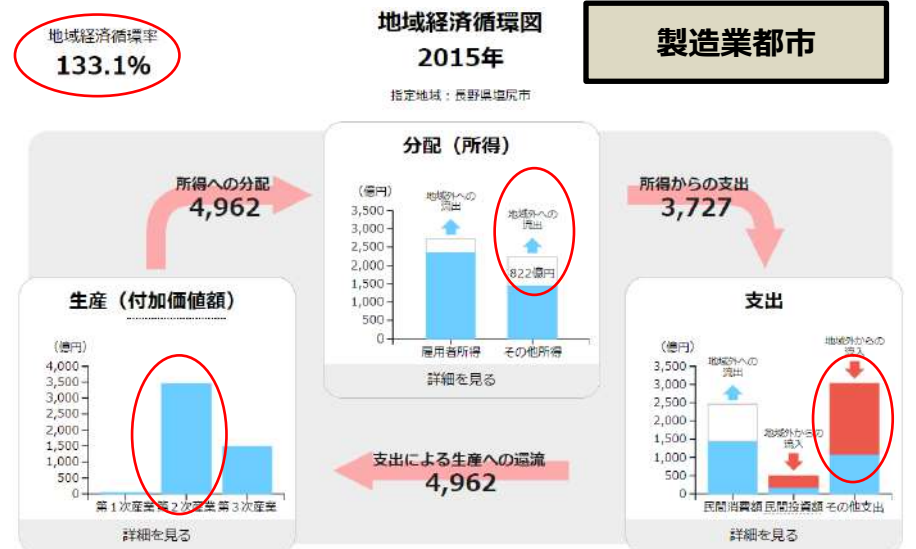 地域経済循環率
133.1%
地域経済循環図
2015年
指定地域：長野県塩尻市
製造業都市
分配（所得）
（億円）
3,500
3,000
2,500
2,000
1,500
1,000
500
0
地域外への
流出
地域外への
流出
822億円
雇用者所得
その他所得
詳細を見る
所得への分配
4,962
所得からの支出
3,727
生産（付加価値額）
（億円）
4,000
3,500
3,000
2,500
2,000
1,500
1,000
500
0
第１次産業
第２次産業
第３次産業
詳細を見る
支出による生産への還流
4,962
支出
（億円）
3,500
3,000
2,500
2,000
1,500
1,000
500
0
地域外への
流出
地域外からの
流入
地域外からの
流入
民間消費額
民間投資額
その他支出
詳細を見る